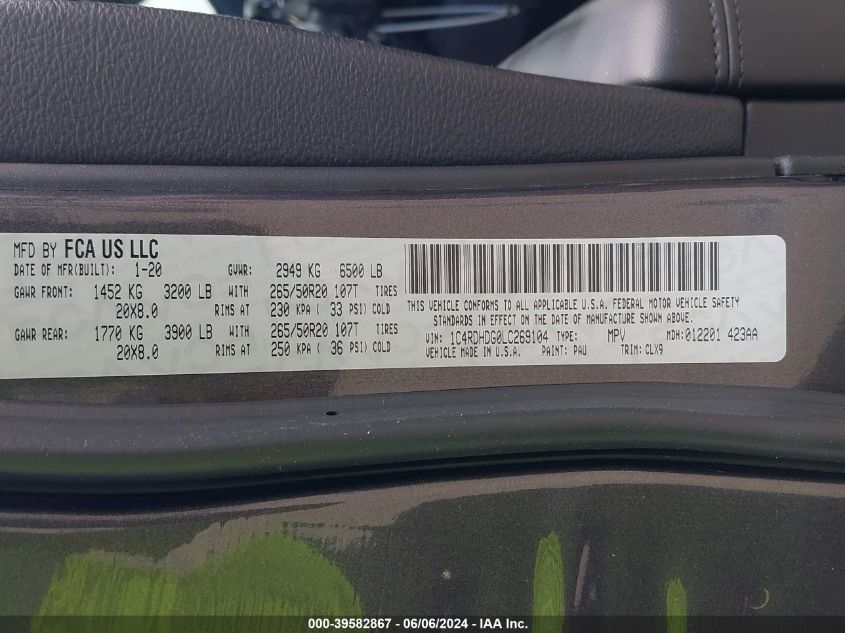 MFD BY FCA US LLC
DATE OF MFR(BUILT): 1-20 GVWR: 2949 KG 6500 LB
GAWR FRONT: 1452 KG 3200 LB WITH 265/50R20 107T TIRES
20X8.0 RIMS AT 230 KPA ( 33 PSI) COLD
GAWR REAR: 1770 KG 3900 LB WITH 265/50R20 107T TIRES
20X8.0 RIMS AT 250 KPA ( 36 PSI) COLD
THIS VEHICLE CONFORMS TO ALL APPLICABLE U.S.A. FEDERAL MOTOR VEHICLE SAFETY
STANDARDS IN EFFECT ON THE DATE OF MANUFACTURE SHOWN ABOVE.
VIN: 1C4RDHDG0LC269104 TYPE: MPV MDH:012201 423AA
VEHICLE MADE IN U.S.A. PAINT: PAU TRIM: CLX9
000-39582867 - 06/06/2024 - IAA Inc.